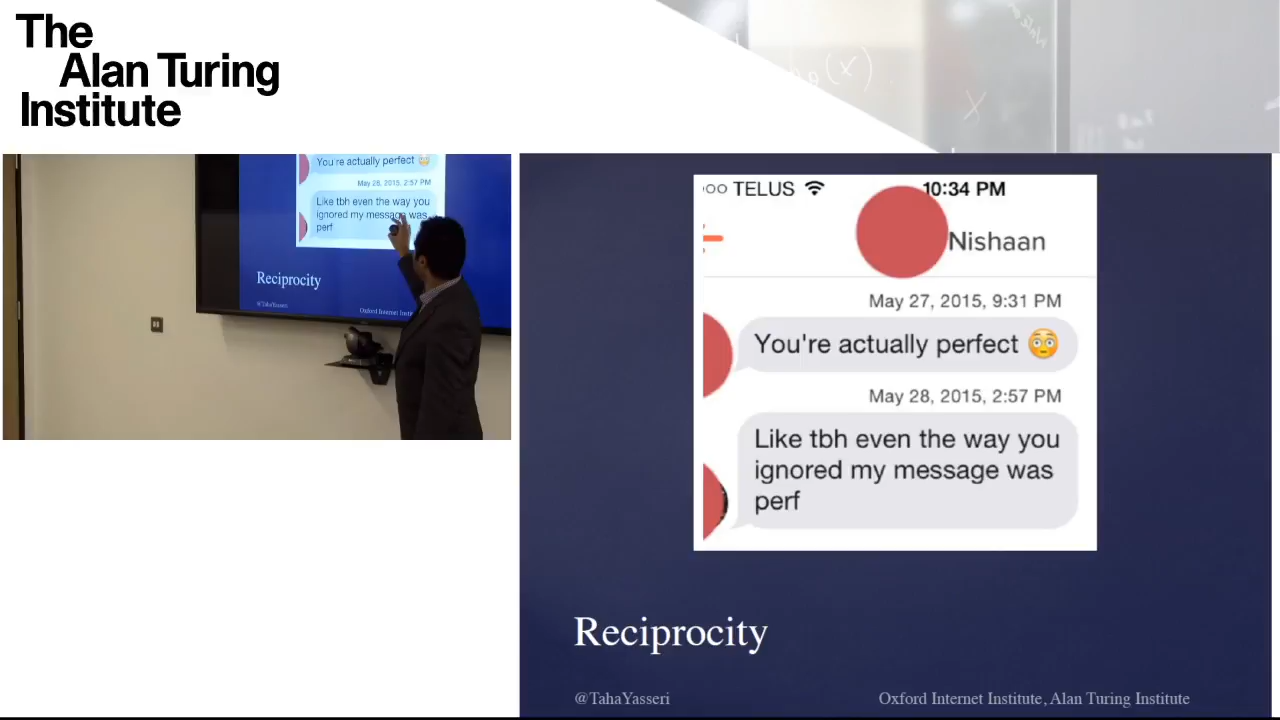 The
Alan Turing
Institute
You're actually perfect 😳
May 28, 2015, 2:57 PM
Like tbh even the way you
ignored my message was
perf
Reciprocity
@TahaYasseri
TELUS 10:34 PM
Nishaan
May 27, 2015, 9:31 PM
You're actually perfect 😳
May 28, 2015, 2:57 PM
Like tbh even the way you
ignored my message was
perf
Reciprocity
@TahaYasseri Oxford Internet Institute, Alan Turing Institute